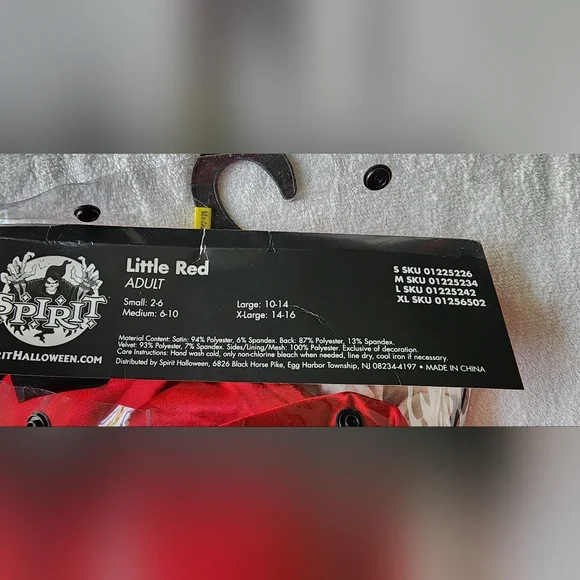 Medi
Little Red
ADULT
Small: 2-6
Medium: 6-10
Large: 10-14
X-Large: 14-16
S SKU 01225226
M SKU 01225234
L SKU 01225242
XL SKU 01256502
SPIRIT
RITHALLOWEEN.COM
Material Content: Satin: 94% Polyester, 6% Spandex. Back: 87% Polyester, 13% Spandex.
Velvet: 93% Polyester, 7% Spandex. Sides/Lining/Mesh: 100% Polyester. Exclusive of decoration.
Care Instructions: Hand wash cold, only non-chlorine bleach when needed, line dry, cool iron if necessary.
Distributed by Spirit Halloween, 6826 Black Horse Pike, Egg Harbor Township, NJ 08234-4197 • MADE IN CHINA